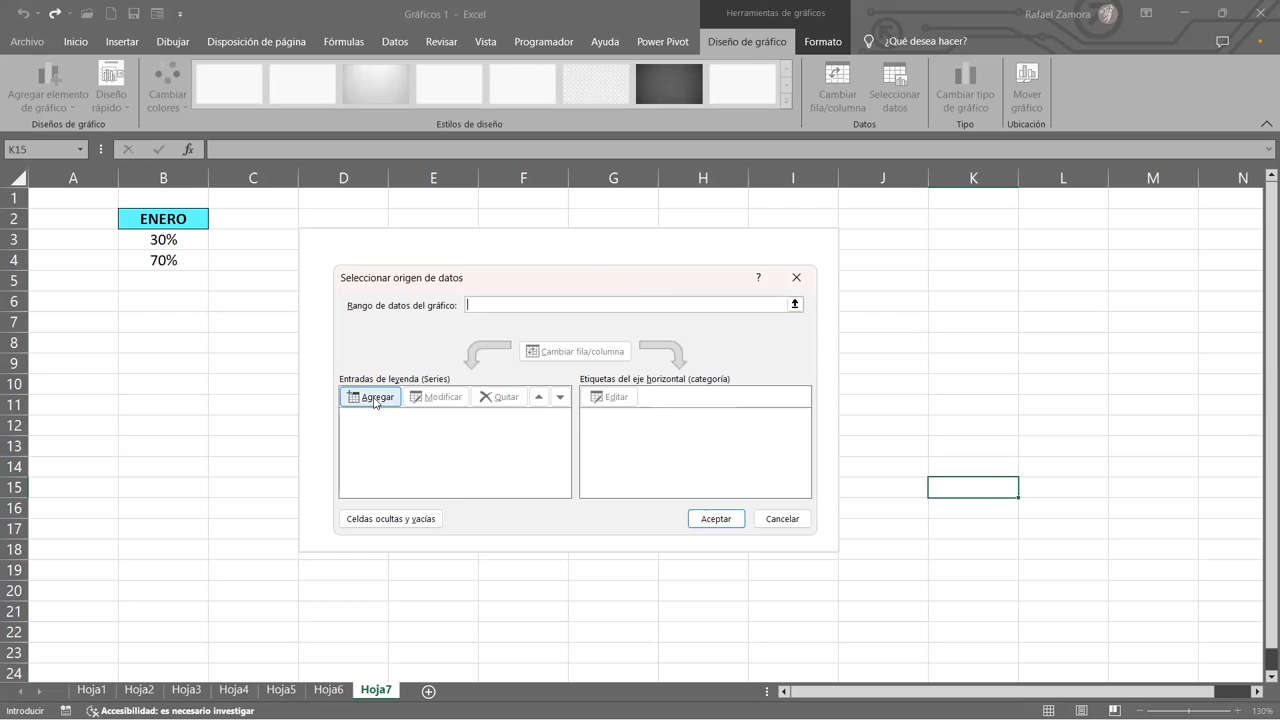 Gráficos 1 - Excel
Herramientas de gráficos
Rafael Zamora
Archivo Inicio Insertar Dibujar Disposición de página Fórmulas Datos Revisar Vista Programador Ayuda Power Pivot Diseño de gráfico Formato ¿Qué desea hacer?
Agregar elemento de gráfico
Diseño rápido
Cambiar colores
Cambiar fila/columna
Seleccionar datos
Cambiar tipo de gráfico
Mover gráfico
Diseños de gráfico Estilos de diseño Datos Tipo Ubicación
K15 fx
A B C D E F G H I J K L M N
1
2 ENERO
3 30%
4 70%
5
6
7
8
9
10
11
12
13
14
15
16
17
18
19
20
21
22
23
24
Seleccionar origen de datos ?
Rango de datos del gráfico:
Cambiar fila/columna
Entradas de leyenda (Series) Etiquetas del eje horizontal (categoría)
Agregar Modificar Quitar Editar
Celdas ocultas y vacías Aceptar Cancelar
Hoja1 Hoja2 Hoja3 Hoja4 Hoja5 Hoja6 Hoja7
Introducir Accesibilidad: es necesario investigar 130%